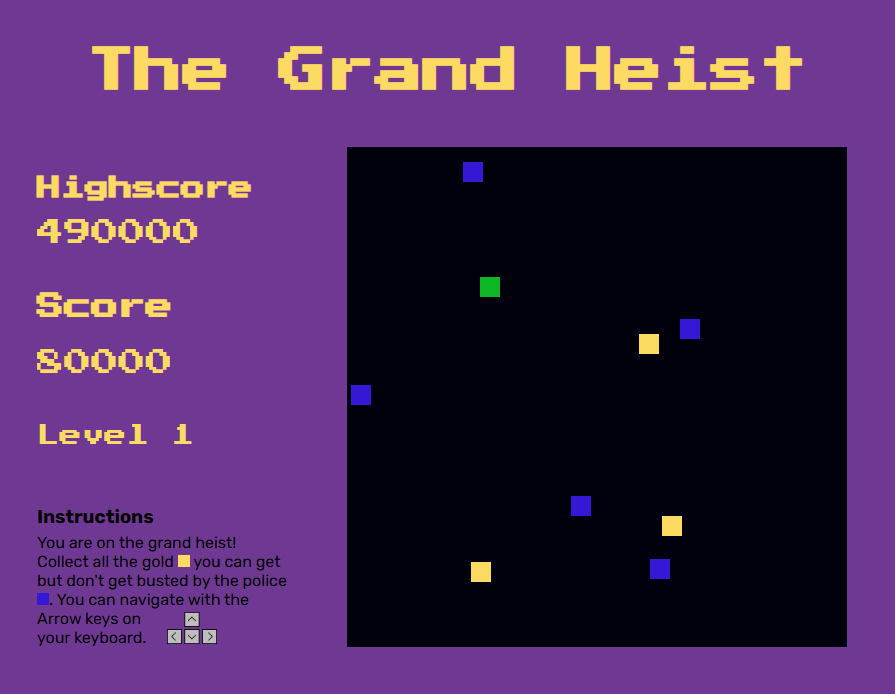 The Grand Heist
Highscore
490000
Score
80000
Level 1
Instructions
You are on the grand heist!
Collect all the gold you can get
but don't get busted by the police
. You can navigate with the
Arrow keys on
your keyboard.